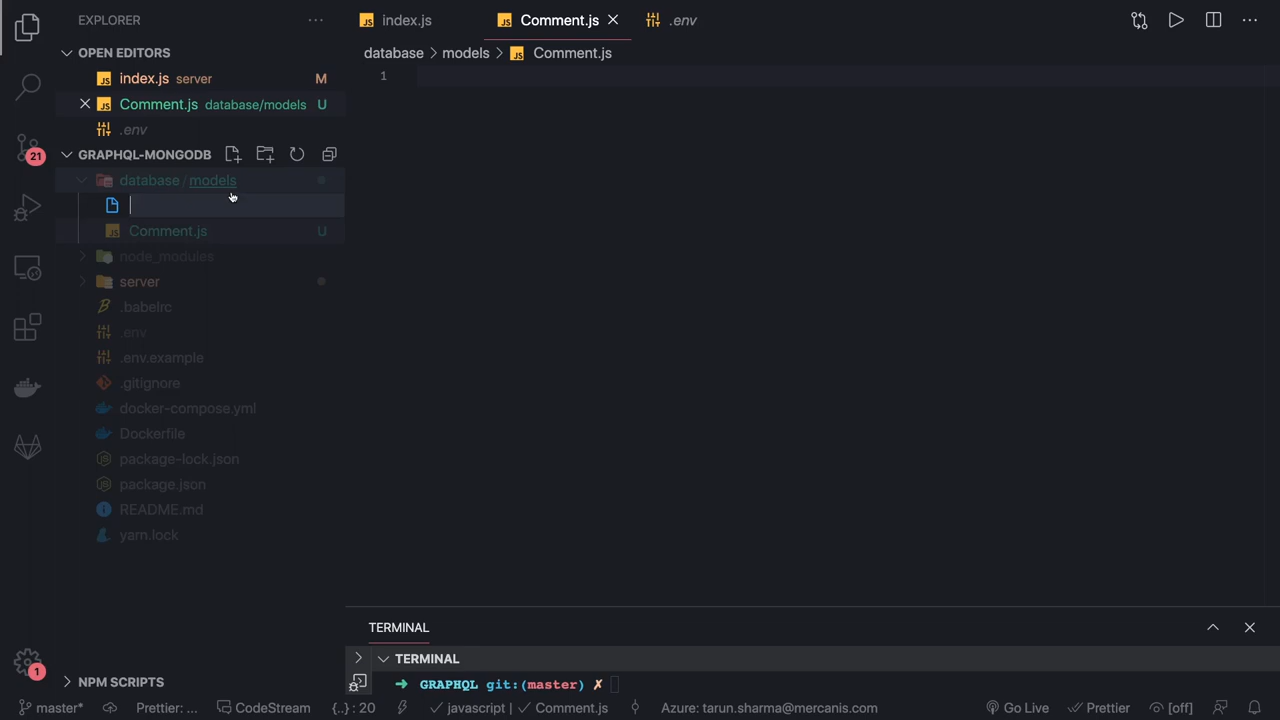 EXPLORER
index.js
Comment.js
.env
OPEN EDITORS
database models Comment.js
index.js server M
1
Comment.js database/models U
.env
21
GRAPHQL-MONGODB
database / models
Comment.js U
node_modules
server
.babelrc
.env
.env.example
.gitignore
docker-compose.yml
Dockerfile
package-lock.json
package.json
README.md
yarn.lock
TERMINAL
TERMINAL
1
NPM SCRIPTS
➜ GRAPHQL git:(master) ✗
master* Prettier: ... CodeStream {..} : 20 javascript | Comment.js Azure: tarun.sharma@mercanis.com Go Live Prettier [off]